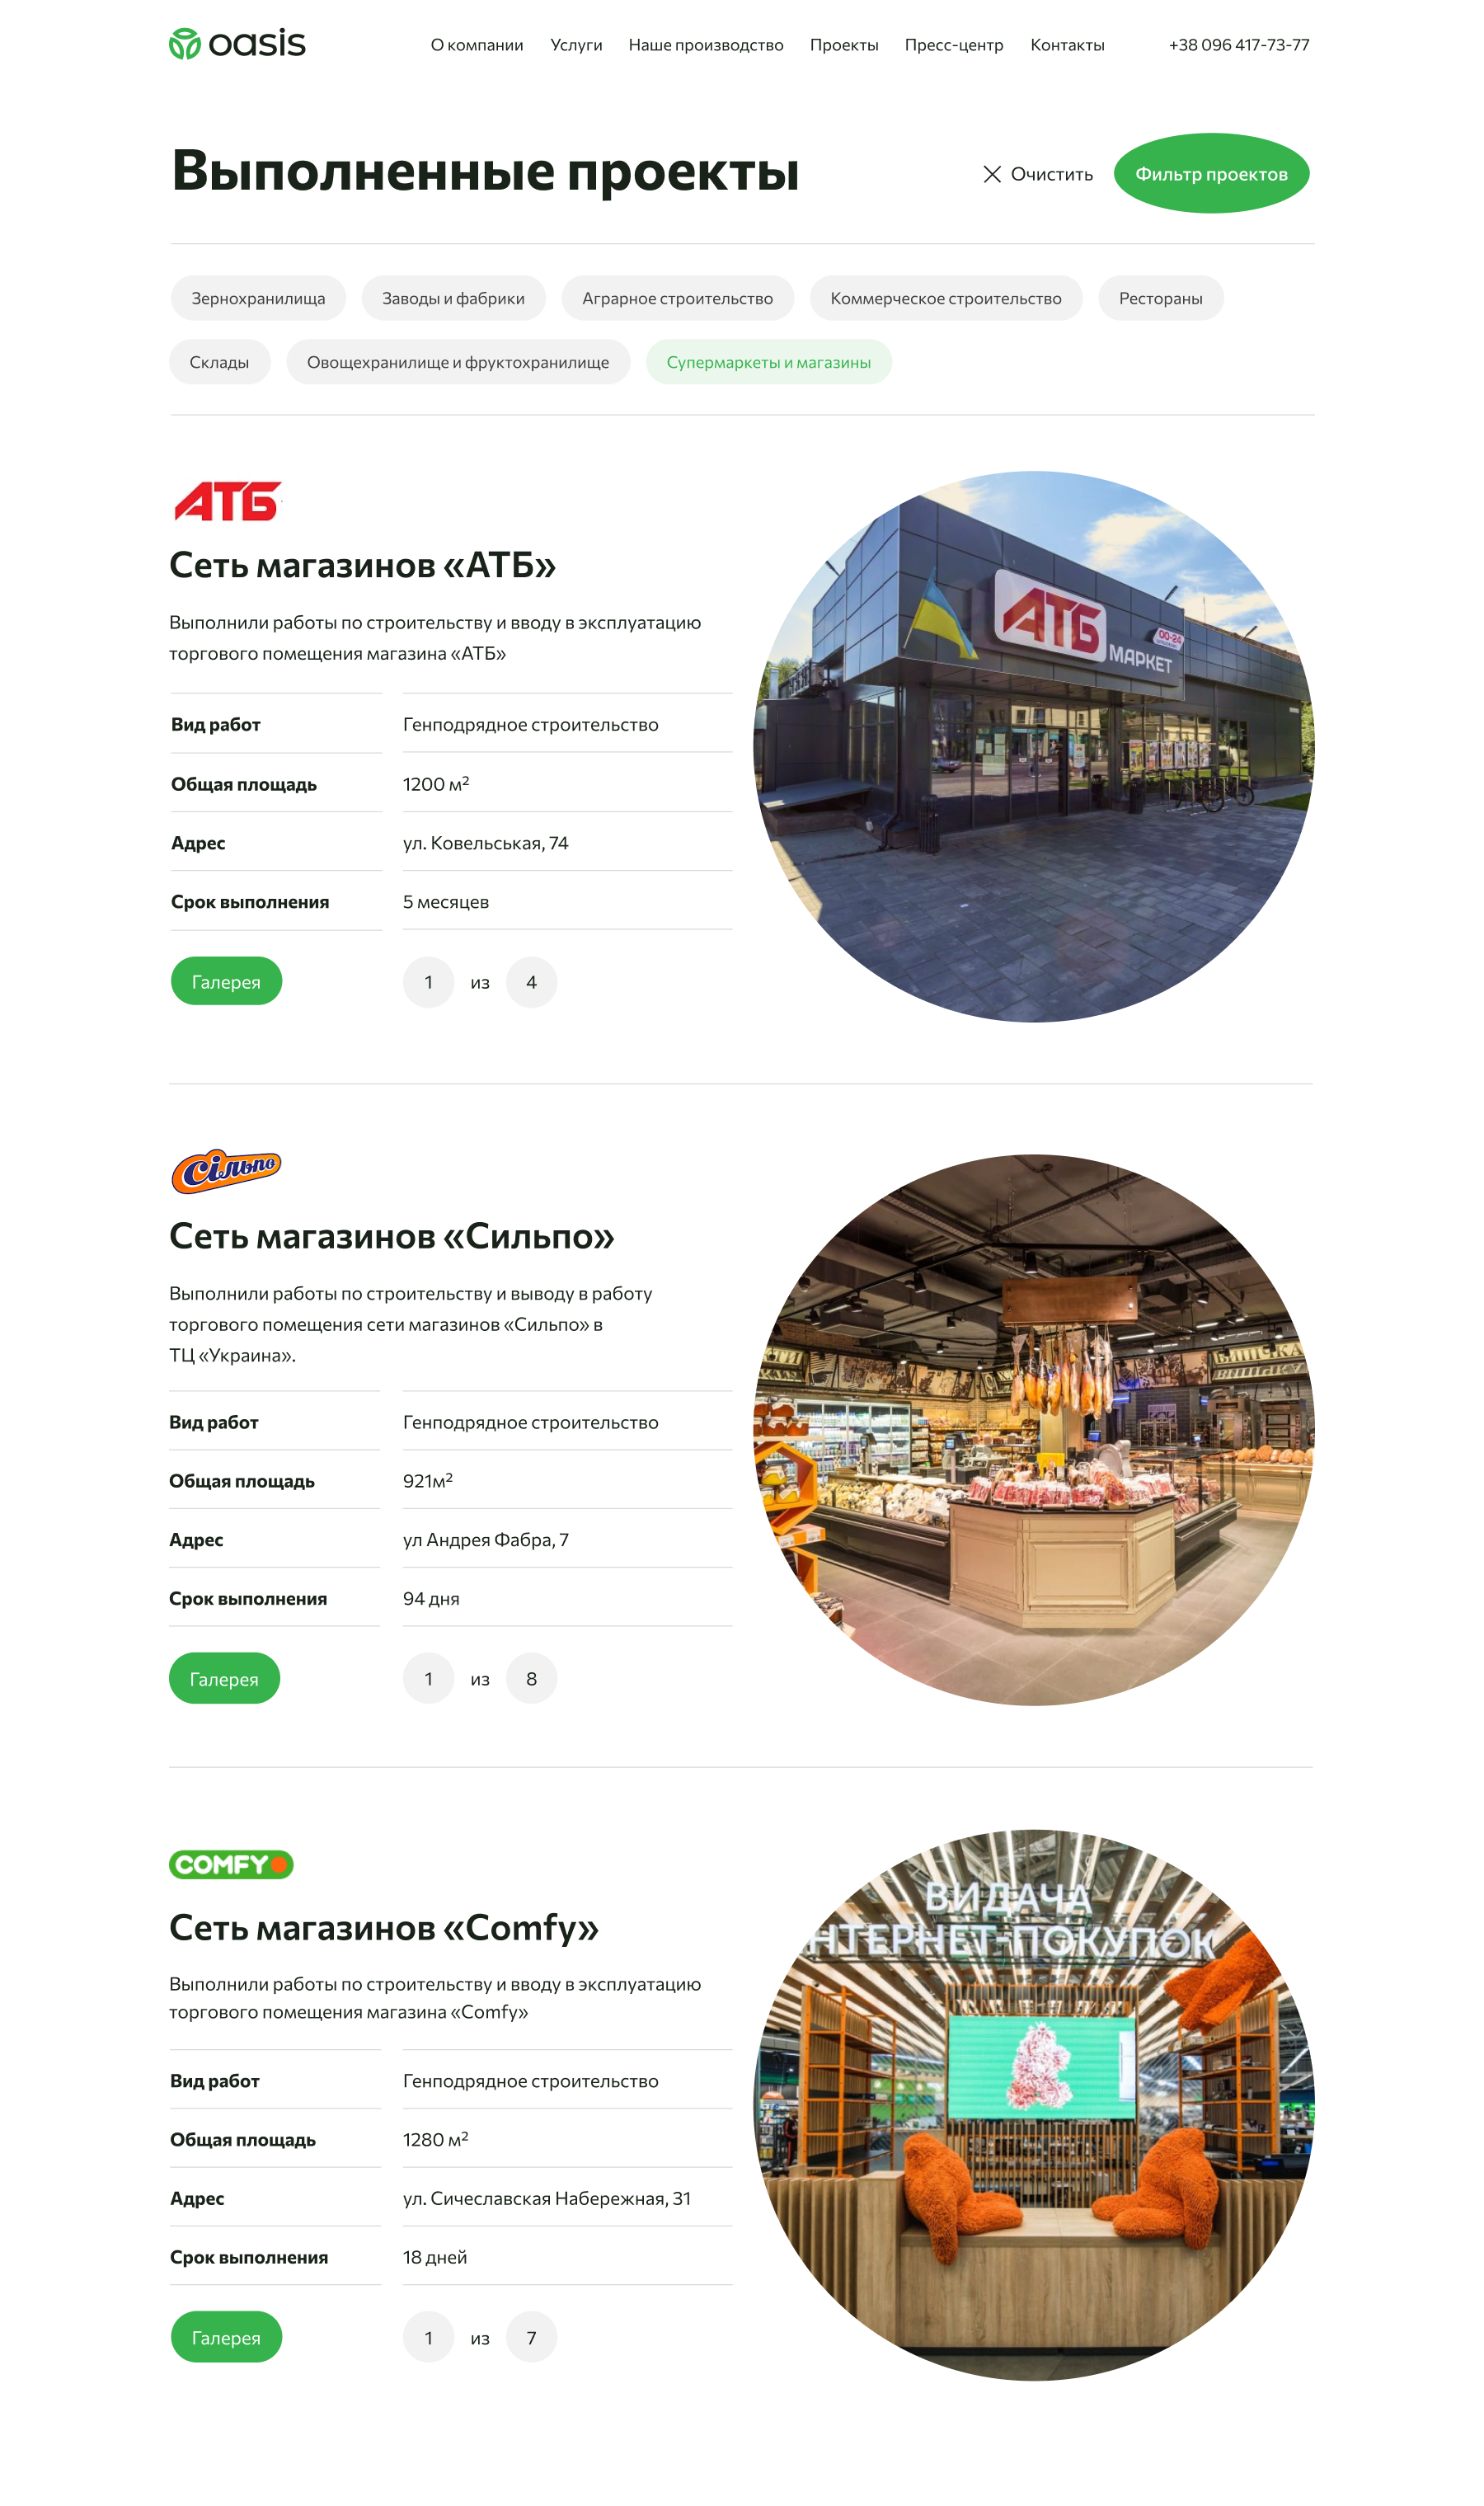 oasis
О компании Услуги Наше производство Проекты Пресс-центр Контакты +38 096 417-73-77
Выполненные проекты
Очистить
Фильтр проектов
Зернохранилища Заводы и фабрики Аграрное строительство Коммерческое строительство Рестораны
Склады Овощехранилище и фруктохранилище Супермаркеты и магазины
АТБ
Сеть магазинов «АТБ»
Выполнили работы по строительству и вводу в эксплуатацию
торгового помещения магазина «АТБ»
Вид работ Генподрядное строительство
Общая площадь 1200 м²
Адрес ул. Ковельськая, 74
Срок выполнения 5 месяцев
Галерея 1 из 4
АТБ
00-24
МАРКЕТ
Сільпо
Сеть магазинов «Сильпо»
Выполнили работы по строительству и выводу в работу
торгового помещения сети магазинов «Сильпо» в
ТЦ «Украина».
Вид работ Генподрядное строительство
Общая площадь 921м²
Адрес ул Андрея Фабра, 7
Срок выполнения 94 дня
Галерея 1 из 8
COMFY
Сеть магазинов «Comfy»
Выполнили работы по строительству и вводу в эксплуатацию
торгового помещения магазина «Comfy»
Вид работ Генподрядное строительство
Общая площадь 1280 м²
Адрес ул. Сичеславская Набережная, 31
Срок выполнения 18 дней
Галерея 1 из 7
ВИДАЧА
НТЕРНЕТ-ПОКУПОК